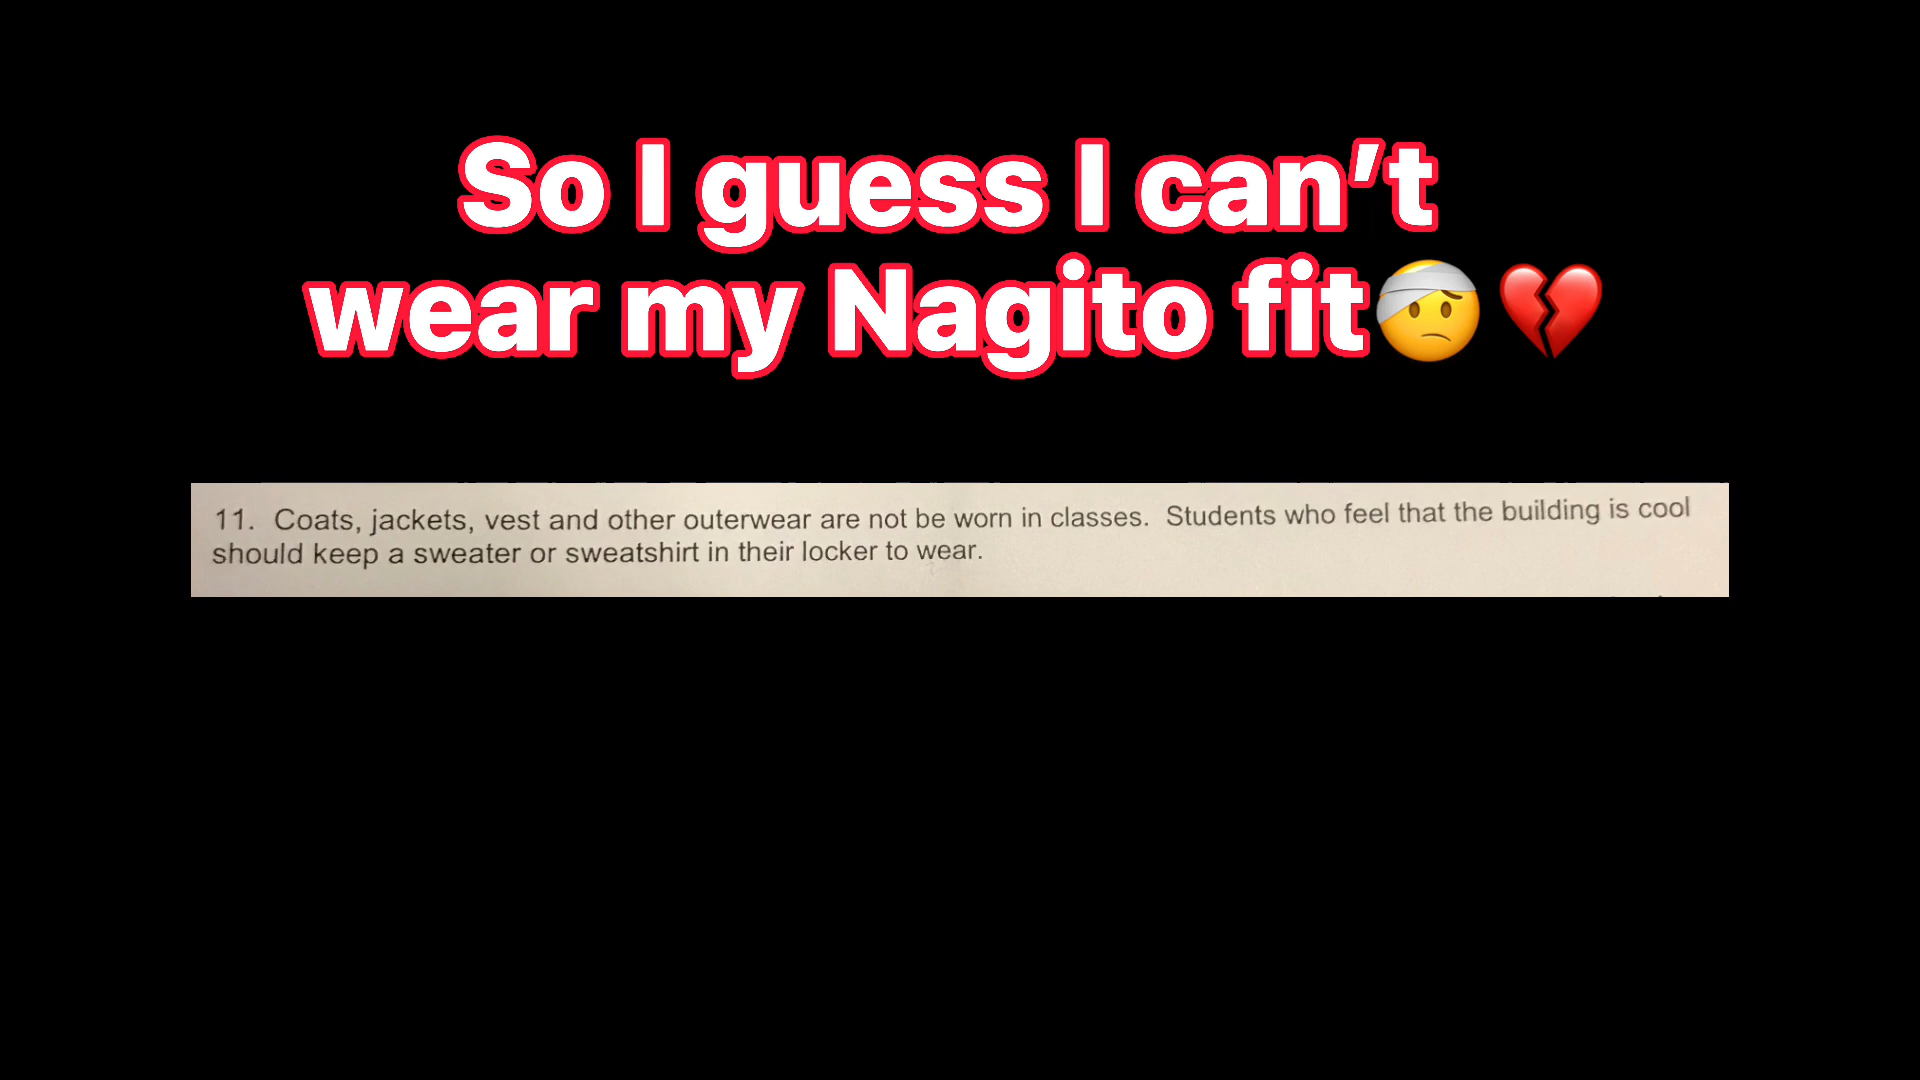 So I guess I can’t
wear my Nagito fit🤕 💔
11. Coats, jackets, vest and other outerwear are not be worn in classes. Students who feel that the building is cool
should keep a sweater or sweatshirt in their locker to wear.